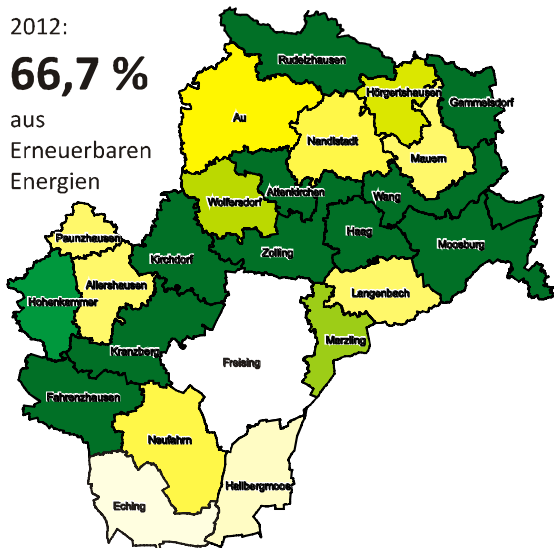 2012:
66,7 %
aus
Erneuerbaren
Energien
Rudelzhausen
Hörgertshausen
Gammelsdorf
Au
Nandlstadt
Mauern
Attenkirchen
Wang
Wolfersdorf
Haag
Moosburg
Paunzhausen
Kirchdorf
Zolling
Allershausen
Langenbach
Hohenkammer
Marzling
Kranzberg
Freising
Fahrenzhausen
Neufahrn
Hallbergmoos
Eching